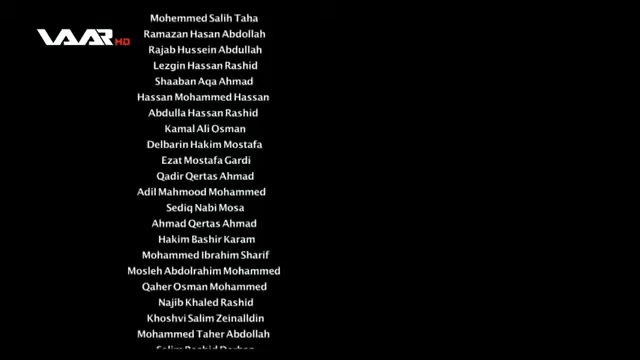 VAAR HD
Mohemmed Salih Taha
Ramazan Hasan Abdollah
Rajab Hussein Abdullah
Lezgin Hassan Rashid
Shaaban Aqa Ahmad
Hassan Mohammed Hassan
Abdulla Hassan Rashid
Kamal Ali Osman
Delbarin Hakim Mostafa
Ezat Mostafa Gardi
Qadir Qertas Ahmad
Adil Mahmood Mohammed
Sediq Nabi Mosa
Ahmad Qertas Ahmad
Hakim Bashir Karam
Mohammed Ibrahim Sharif
Mosleh Abdolrahim Mohammed
Qaher Osman Mohammed
Najib Khaled Rashid
Khoshvi Salim Zeinalldin
Mohammed Taher Abdollah
Salim Rashid